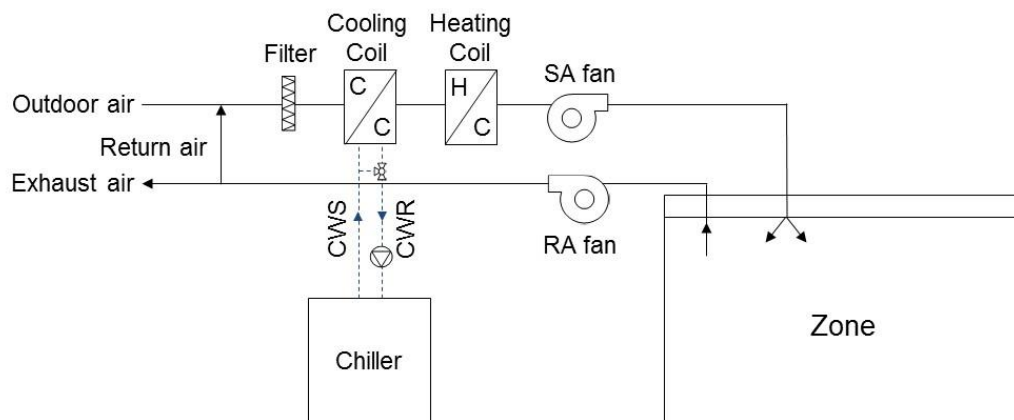 Cooling
Coil
Heating
Coil
Filter
SA fan
C
C
H
C
Outdoor air
Return air
Exhaust air
CWS
CWR
RA fan
Zone
Chiller